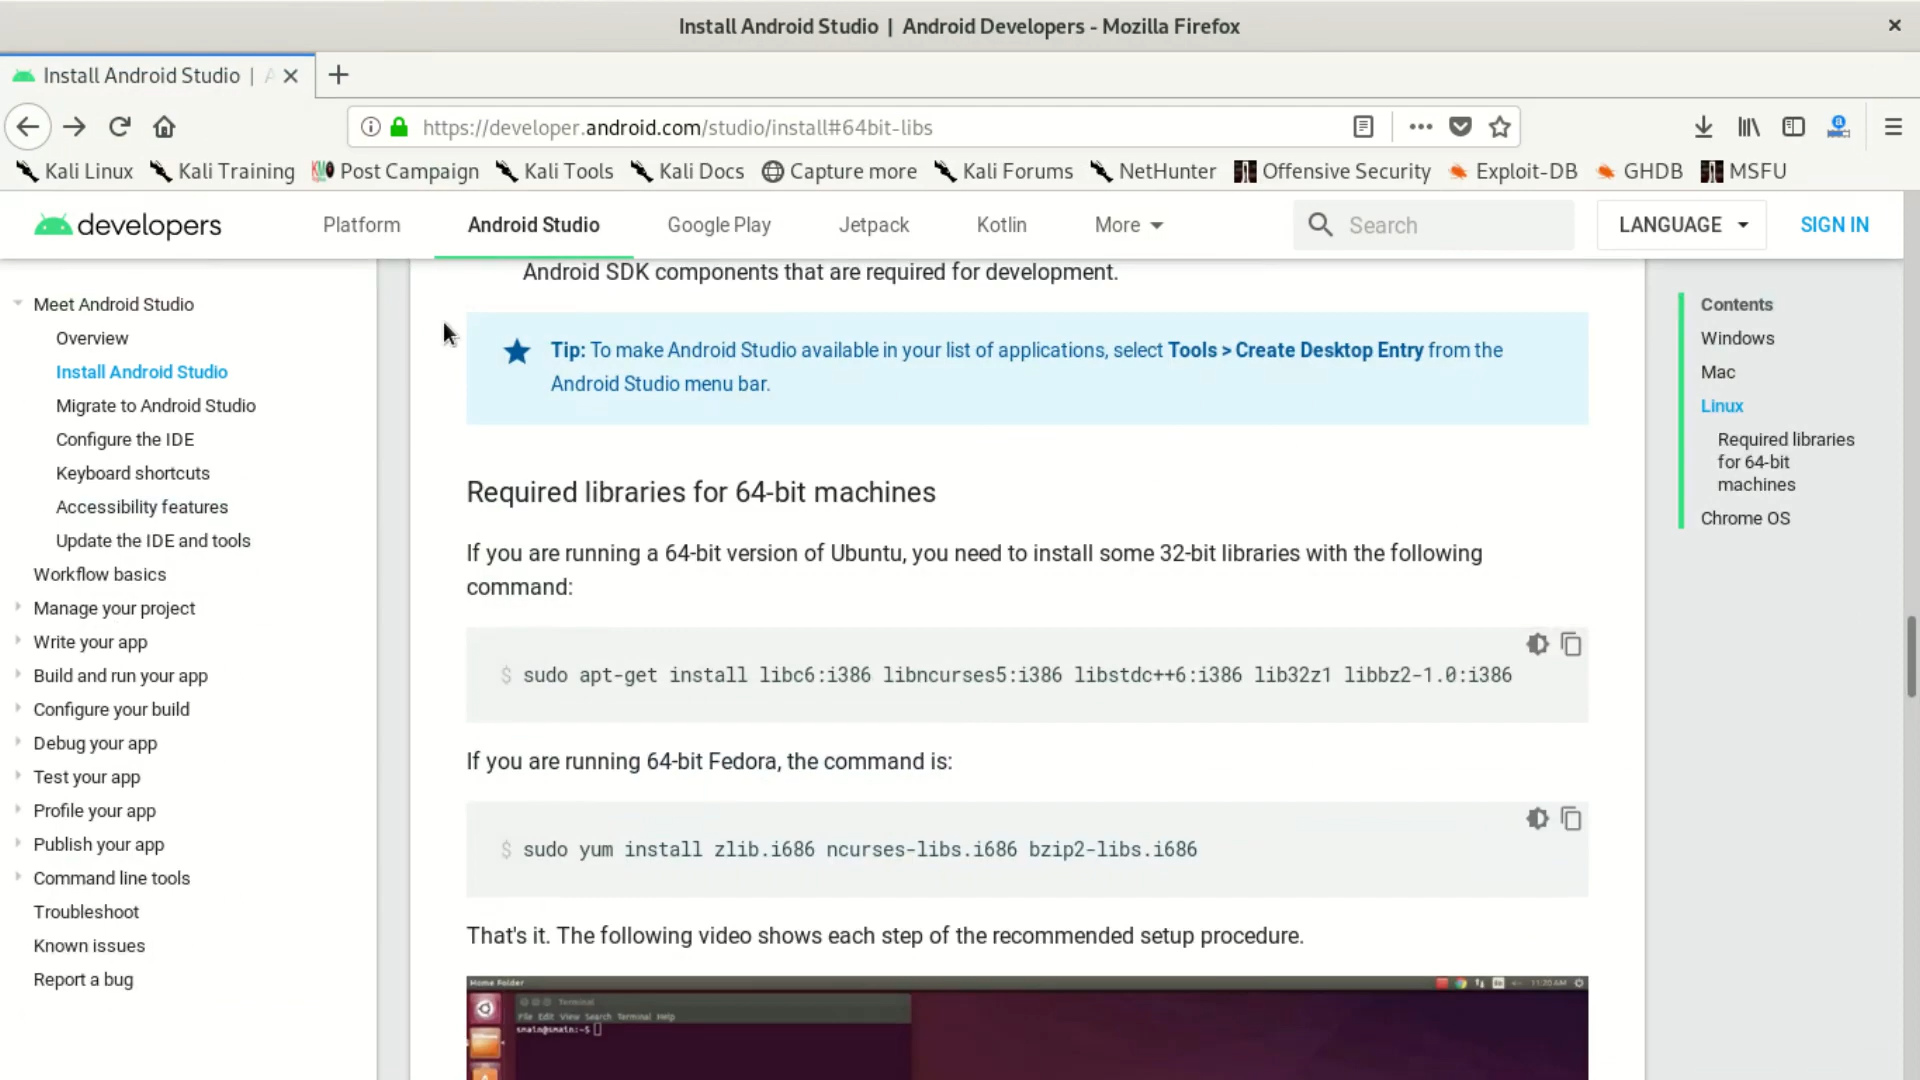 Install Android Studio | Android Developers - Mozilla Firefox
Install Android Studio |
https://developer.android.com/studio/install#64bit-libs
Kali Linux Kali Training Post Campaign Kali Tools Kali Docs Capture more Kali Forums NetHunter Offensive Security Exploit-DB GHDB MSFU
developers Platform Android Studio Google Play Jetpack Kotlin More Search LANGUAGE SIGN IN
Meet Android Studio
Overview
Install Android Studio
Migrate to Android Studio
Configure the IDE
Keyboard shortcuts
Accessibility features
Update the IDE and tools
Workflow basics
Manage your project
Write your app
Build and run your app
Configure your build
Debug your app
Test your app
Profile your app
Publish your app
Command line tools
Troubleshoot
Known issues
Report a bug
Android SDK components that are required for development.
Tip: To make Android Studio available in your list of applications, select Tools > Create Desktop Entry from the
Android Studio menu bar.
Required libraries for 64-bit machines
If you are running a 64-bit version of Ubuntu, you need to install some 32-bit libraries with the following
command:
$ sudo apt-get install libc6:i386 libncurses5:i386 libstdc++6:i386 lib32z1 libbz2-1.0:i386
If you are running 64-bit Fedora, the command is:
$ sudo yum install zlib.i686 ncurses-libs.i686 bzip2-libs.i686
That's it. The following video shows each step of the recommended setup procedure.
Home Folder 11:20 AM
Terminal
File Edit View Search Terminal Help
Contents
Windows
Mac
Linux
Required libraries
for 64-bit
machines
Chrome OS